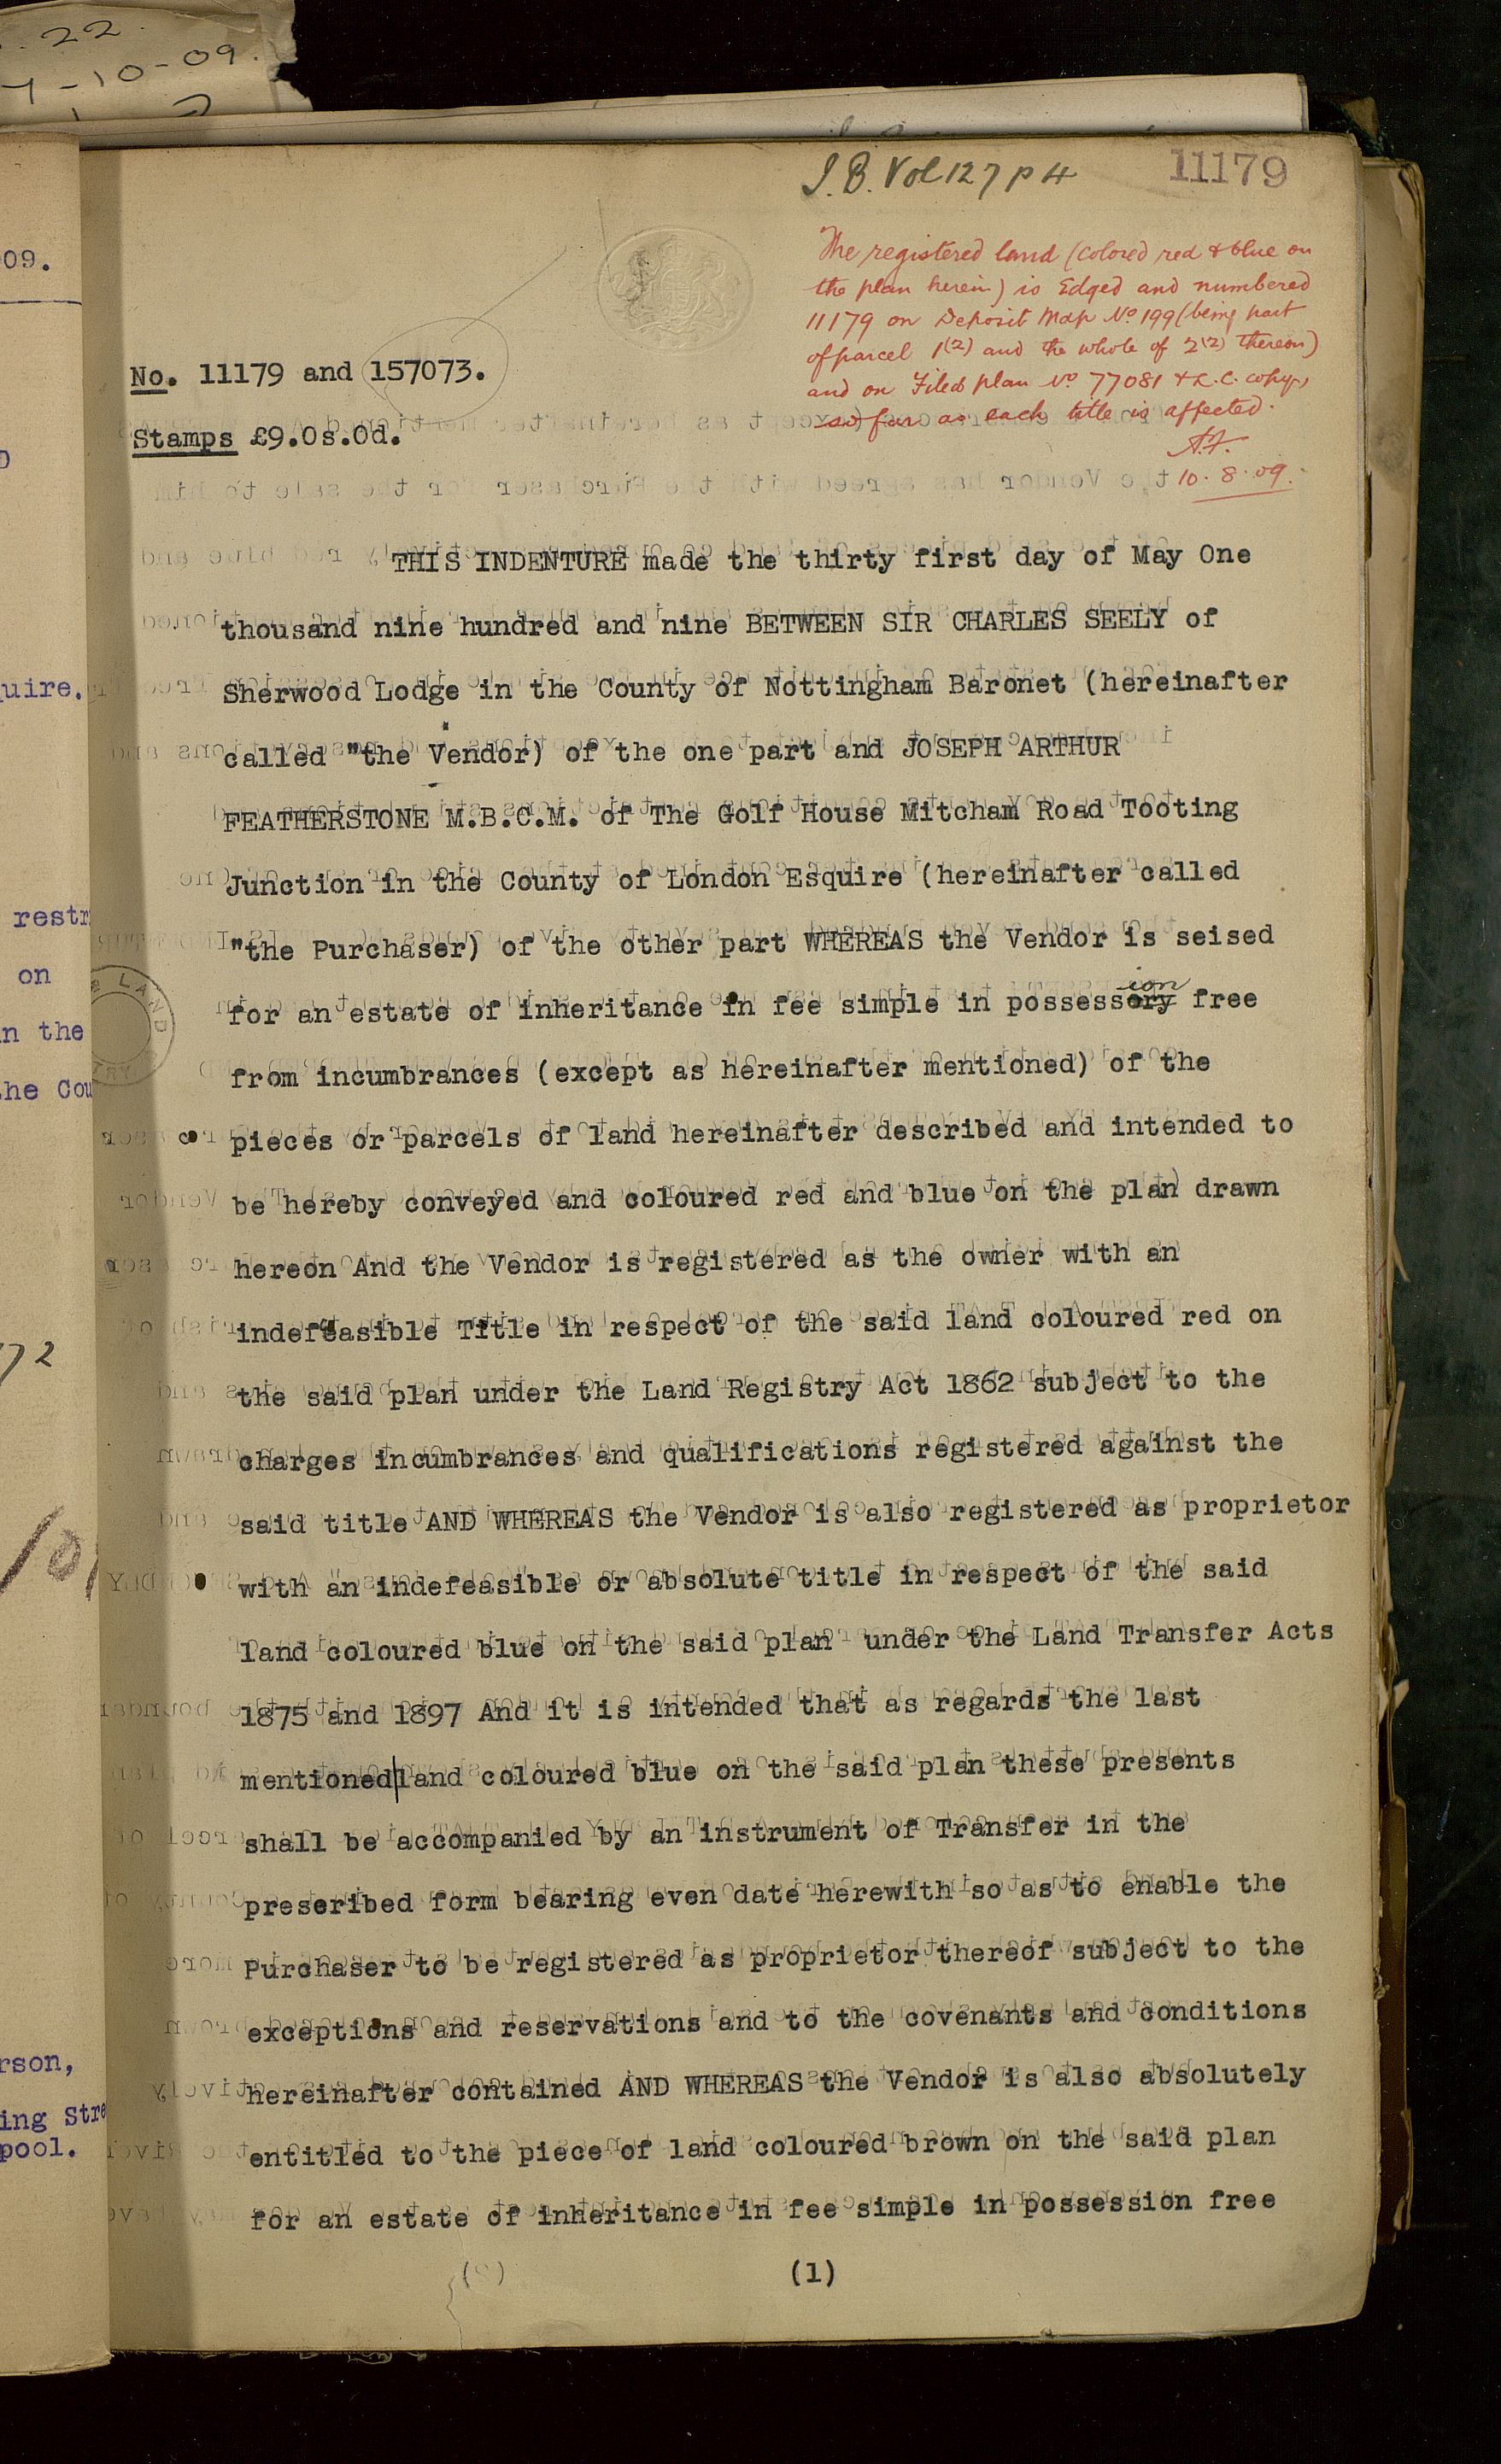 . 22.
7-10-09.
09.
uire.
restr
on
n the
the Cou
72
101
rson,
ing Stre
pool.
I.B. Vol 127 p 4
11179
The registered land (colored red & blue on
the plan herein) is Edged and numbered
11179 on Deposit Map No 199 (being part
of parcel 1(2) and the whole of 2(2) thereon)
and on Filed plan No 77081 & L.C. copy,
so far as each title is affected.
A.F.
10.8.09.
No. 11179 and 157073.
Stamps £9.0s.0d.
THIS INDENTURE made the thirty first day of May One
thousand nine hundred and nine BETWEEN SIR CHARLES SEELY of
Sherwood Lodge in the County of Nottingham Baronet (hereinafter
called "the Vendor) of the one part and JOSEPH ARTHUR
FEATHERSTONE M.B.C.M. of The Golf House Mitcham Road Tooting
Junction in the County of London Esquire (hereinafter called
"the Purchaser) of the other part WHEREAS the Vendor is seised
for an estate of inheritance in fee simple in possessory ion free
from incumbrances (except as hereinafter mentioned) of the
pieces or parcels of land hereinafter described and intended to
be hereby conveyed and coloured red and blue on the plan drawn
hereon And the Vendor is registered as the owner with an
indefeasible Title in respect of the said land coloured red on
the said plan under the Land Registry Act 1862 subject to the
charges incumbrances and qualifications registered against the
said title AND WHEREAS the Vendor is also registered as proprietor
with an indefeasible or absolute title in respect of the said
land coloured blue on the said plan under the Land Transfer Acts
1875 and 1897 And it is intended that as regards the last
mentioned|land coloured blue on the said plan these presents
shall be accompanied by an instrument of Transfer in the
prescribed form bearing even date herewith so as to enable the
Purchaser to be registered as proprietor thereof subject to the
exceptions and reservations and to the covenants and conditions
hereinafter contained AND WHEREAS the Vendor is also absolutely
entitled to the piece of land coloured brown on the said plan
for an estate of inheritance in fee simple in possession free
(1)
LAND